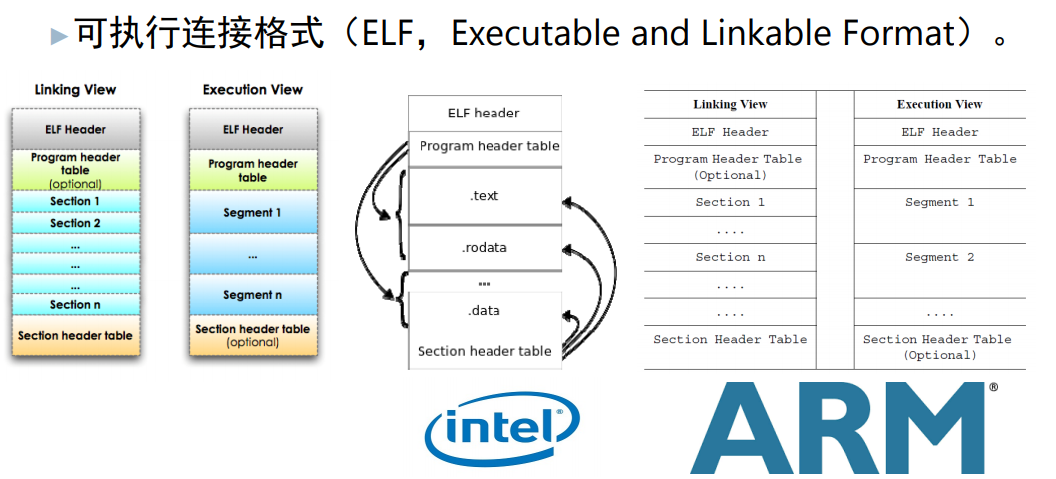 ▶可执行连接格式（ELF，Executable and Linkable Format）。
Linking View
ELF Header
Program header
table
(optional)
Section 1
Section 2
...
...
...
Section n
Section header table
Execution View
ELF Header
Program header
table
Segment 1
...
Segment n
Section header table
(optional)
ELF header
Program header table
.text
.rodata
...
.data
Section header table
Linking View
ELF Header
Program Header Table
(Optional)
Section 1
....
Section n
....
....
Section Header Table
Execution View
ELF Header
Program Header Table
Segment 1
Segment 2
....
Section Header Table
(Optional)
intel®
ARM®